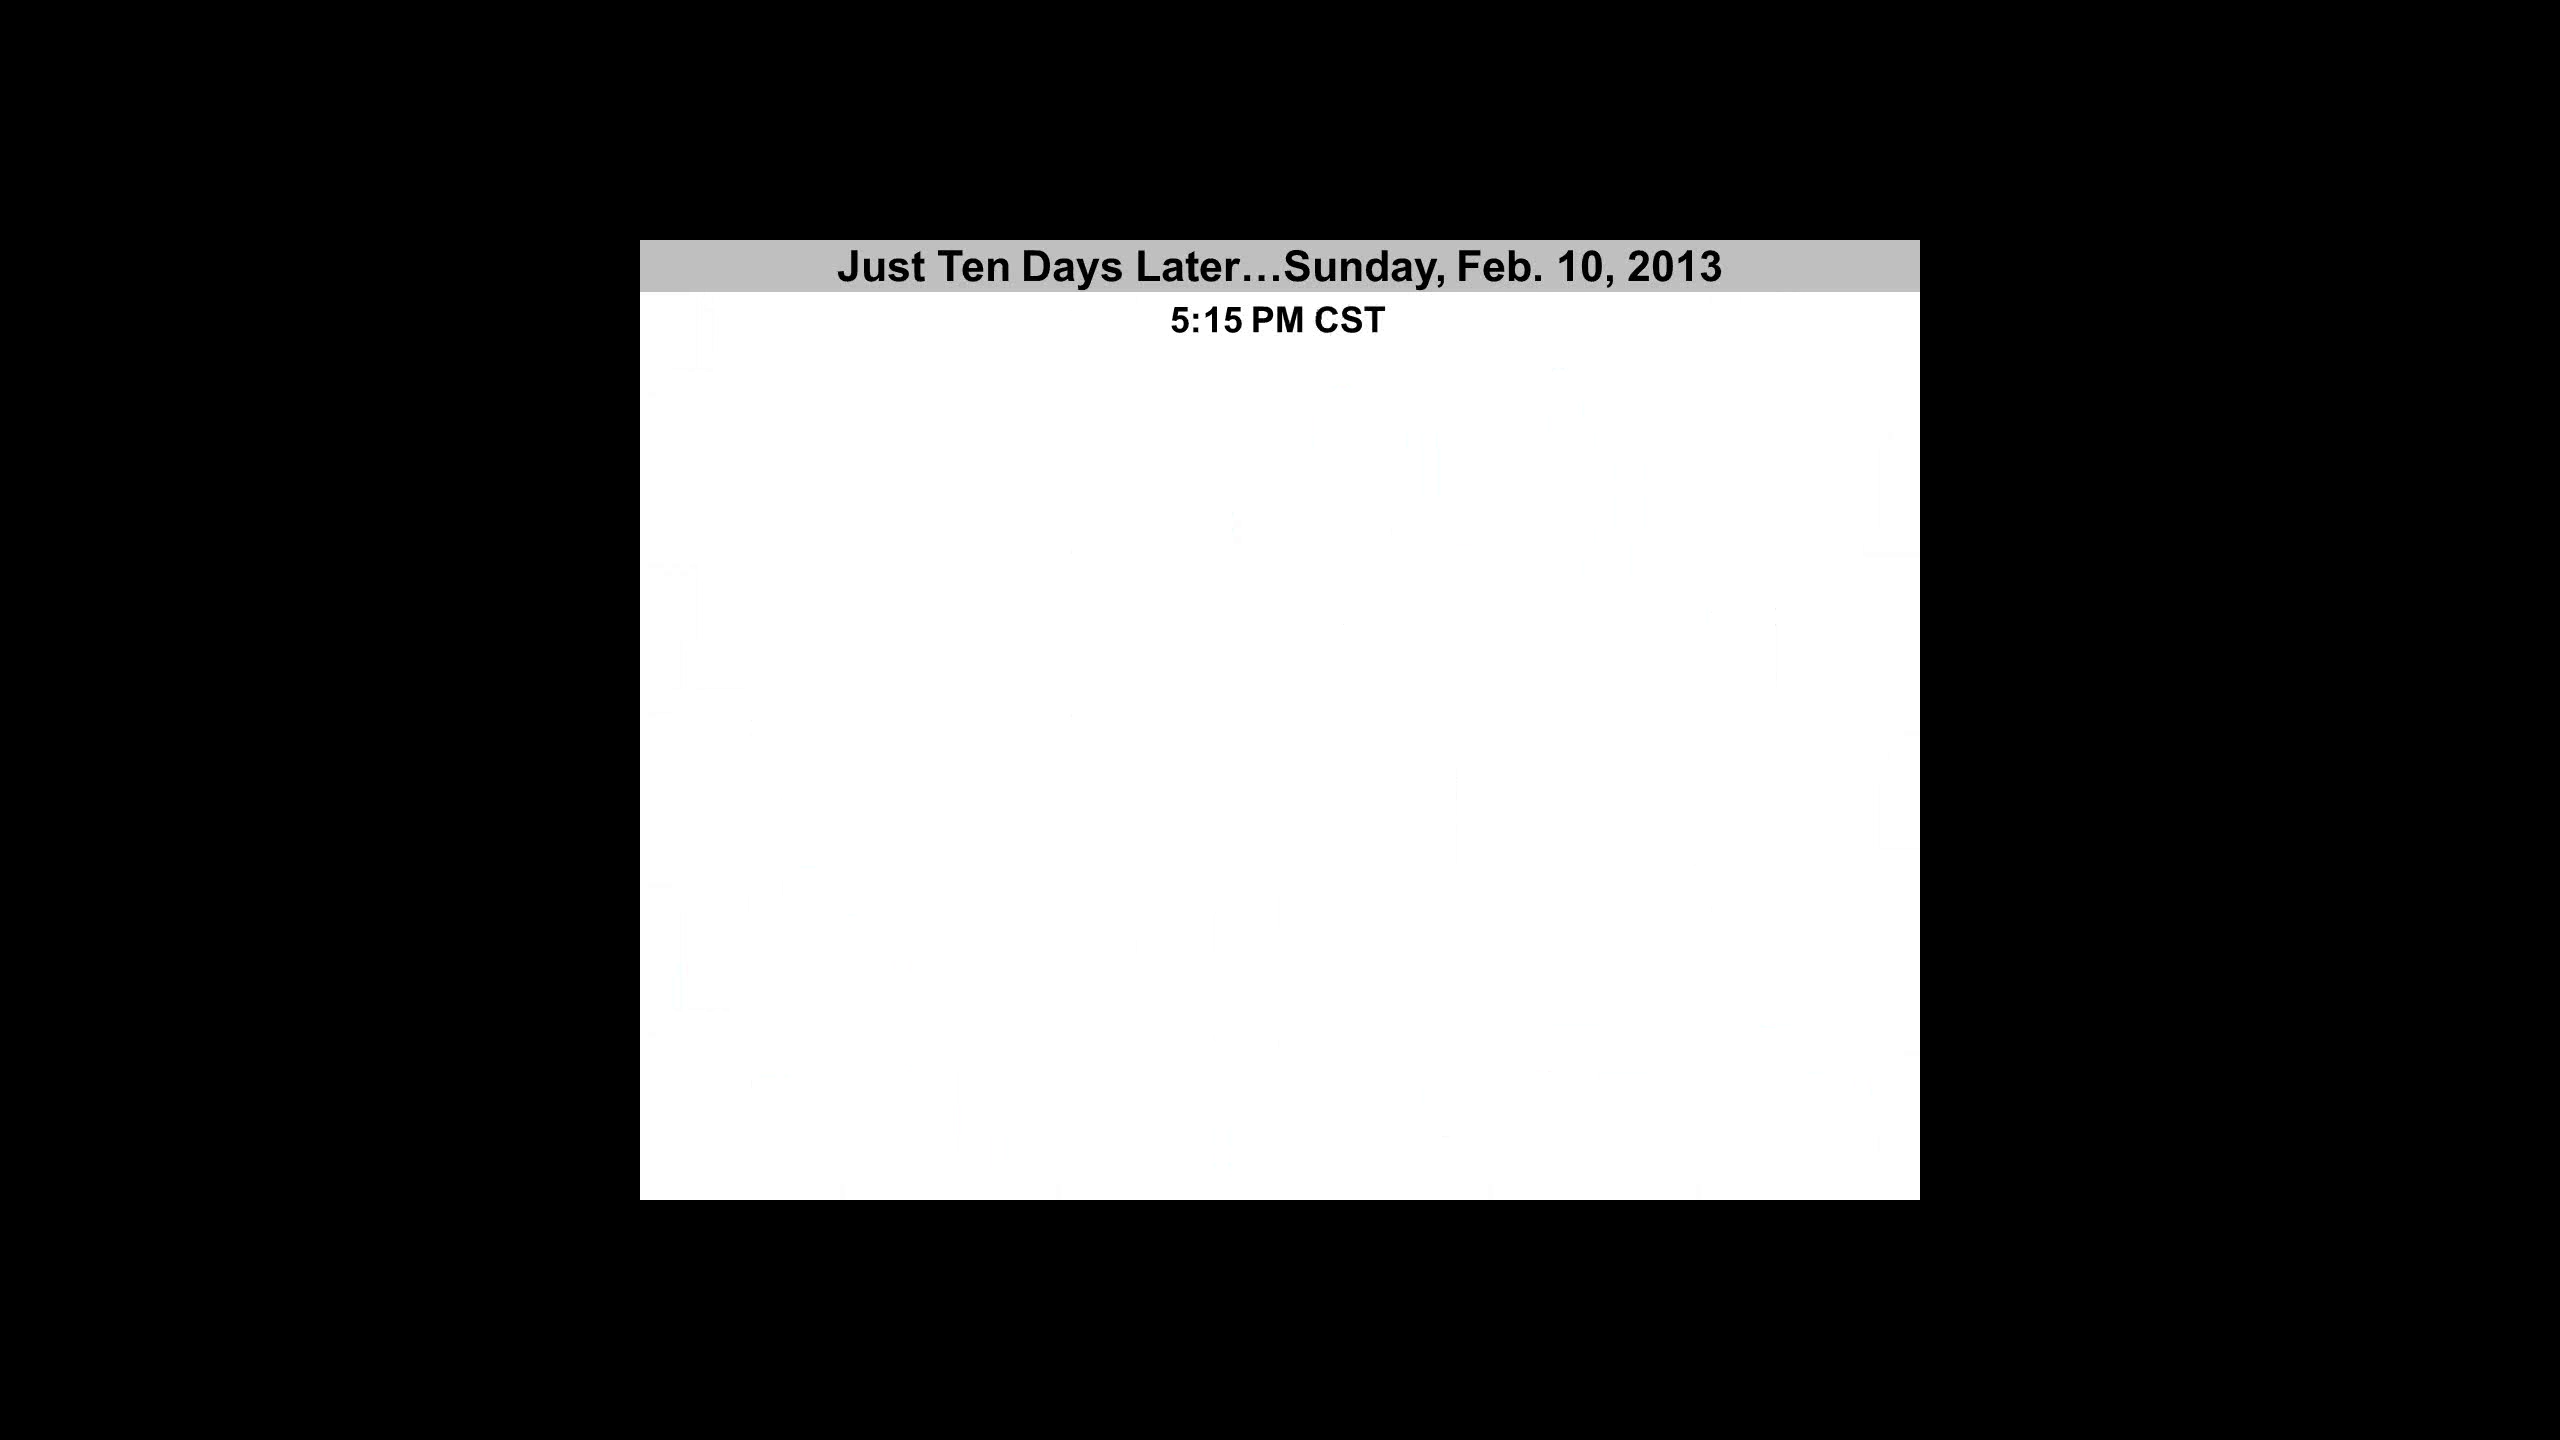 Just Ten Days Later…Sunday, Feb. 10, 2013
5:15 PM CST